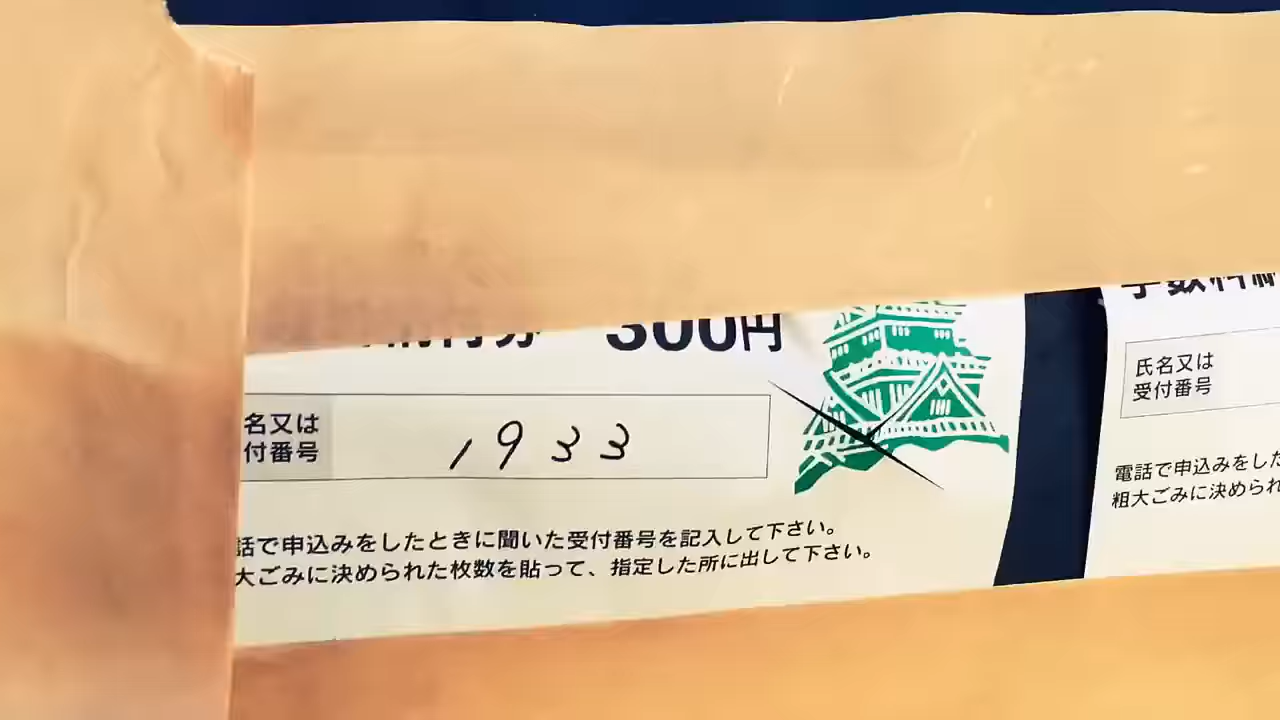 300円
名又は
付番号
1933
話で申込みをしたときに聞いた受付番号を記入して下さい。
大ごみに決められた枚数を貼って、指定した所に出して下さい。
手数料
氏名又は
受付番号
電話で申込みをした
粗大ごみに決められ